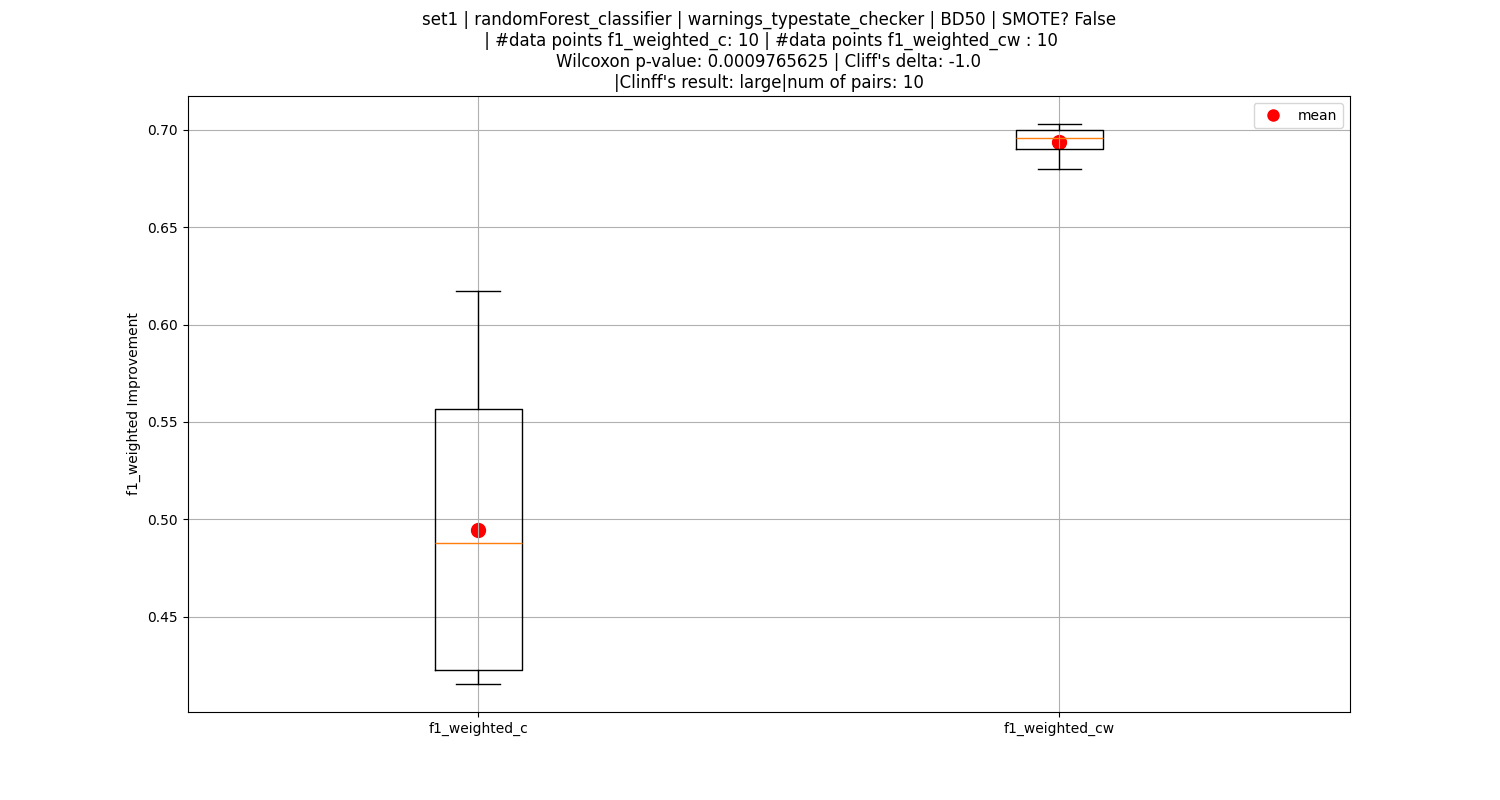 set1 | randomForest_classifier | warnings_typestate_checker | BD50 | SMOTE? False
| #data points f1_weighted_c: 10 | #data points f1_weighted_cw : 10
Wilcoxon p-value: 0.0009765625 | Cliff's delta: -1.0
|Clinff's result: large|num of pairs: 10
mean
0.70
0.65
0.60
0.55
0.50
0.45
f1_weighted Improvement
f1_weighted_c
f1_weighted_cw